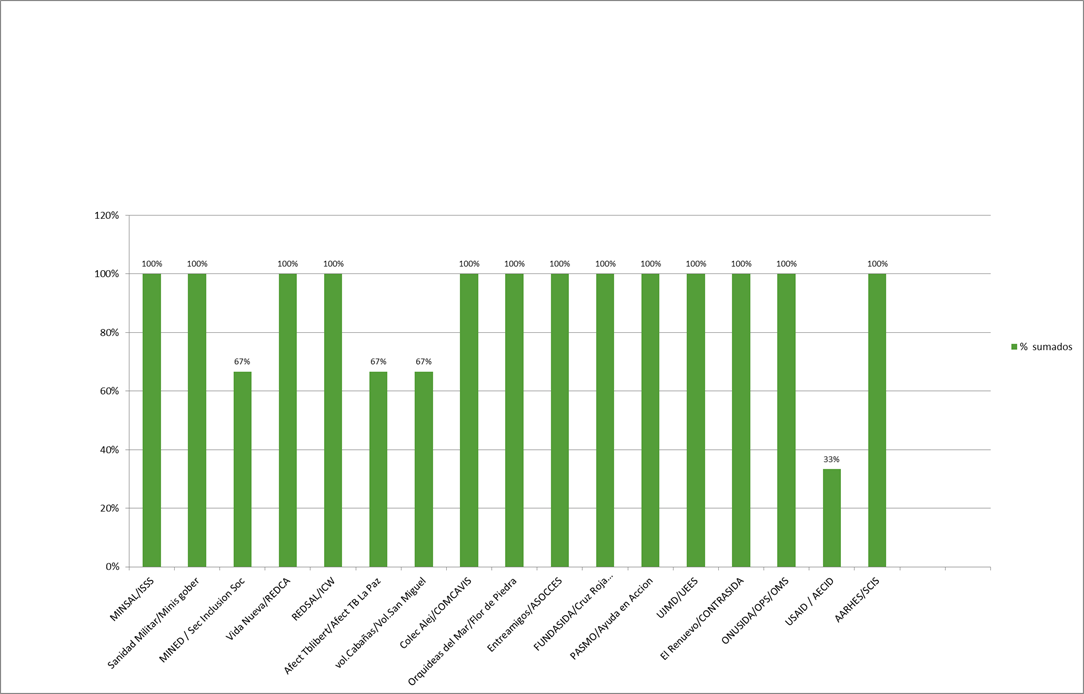 120%
100%
80%
60%
40%
20%
0%
100%
100%
67%
100%
100%
67%
67%
100%
100%
100%
100%
100%
100%
100%
100%
33%
100%
MINSAL/ISSS
Sanidad Militar/Minis gober
MINED / Sec Inclusion Soc
Vida Nueva/REDCA
REDSAL/ICW
Afect Tblibert/Afect TB La Paz
vol.Cabañas/Vol.San Miguel
Colec Alej/COMCAVIS
Orquideas del Mar/Flor de Piedra
Entreamigos/ASOCCES
FUNDASIDA/Cruz Roja...
PASMO/Ayuda en Accion
UJMD/UEES
El Renuevo/CONTRASIDA
ONUSIDA/OPS/OMS
USAID / AECID
AARHES/SCIS
% sumados